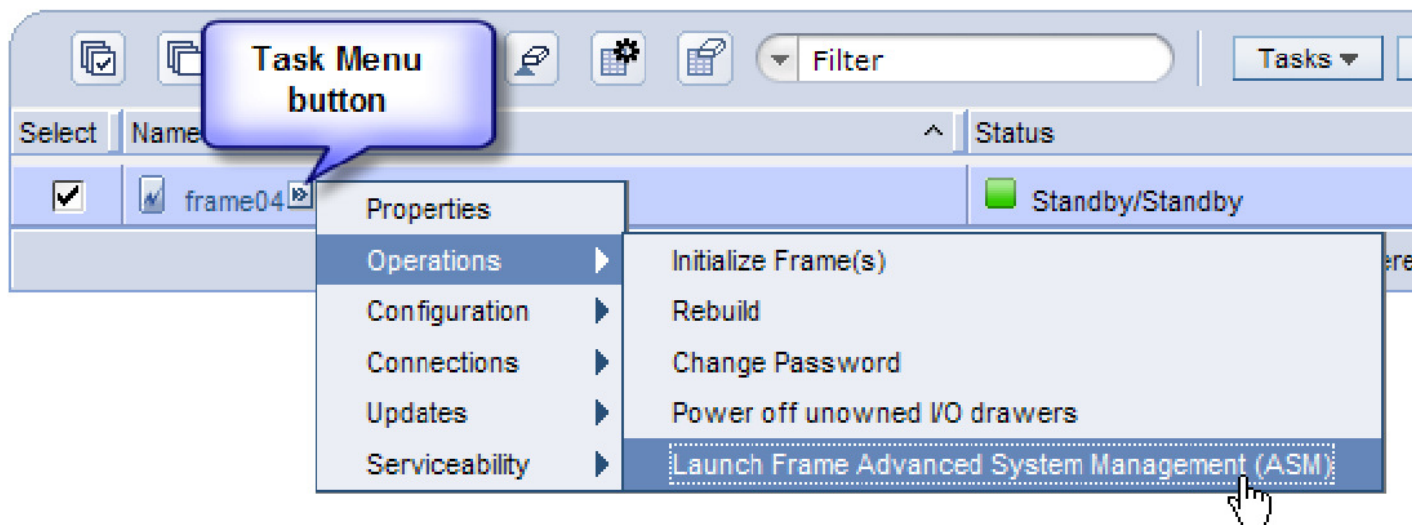 Task Menu
button
Filter
Tasks
Select
Name
Status
frame04
Standby/Standby
Properties
Operations
Configuration
Connections
Updates
Serviceability
Initialize Frame(s)
Rebuild
Change Password
Power off unowned I/O drawers
Launch Frame Advanced System Management (ASM)